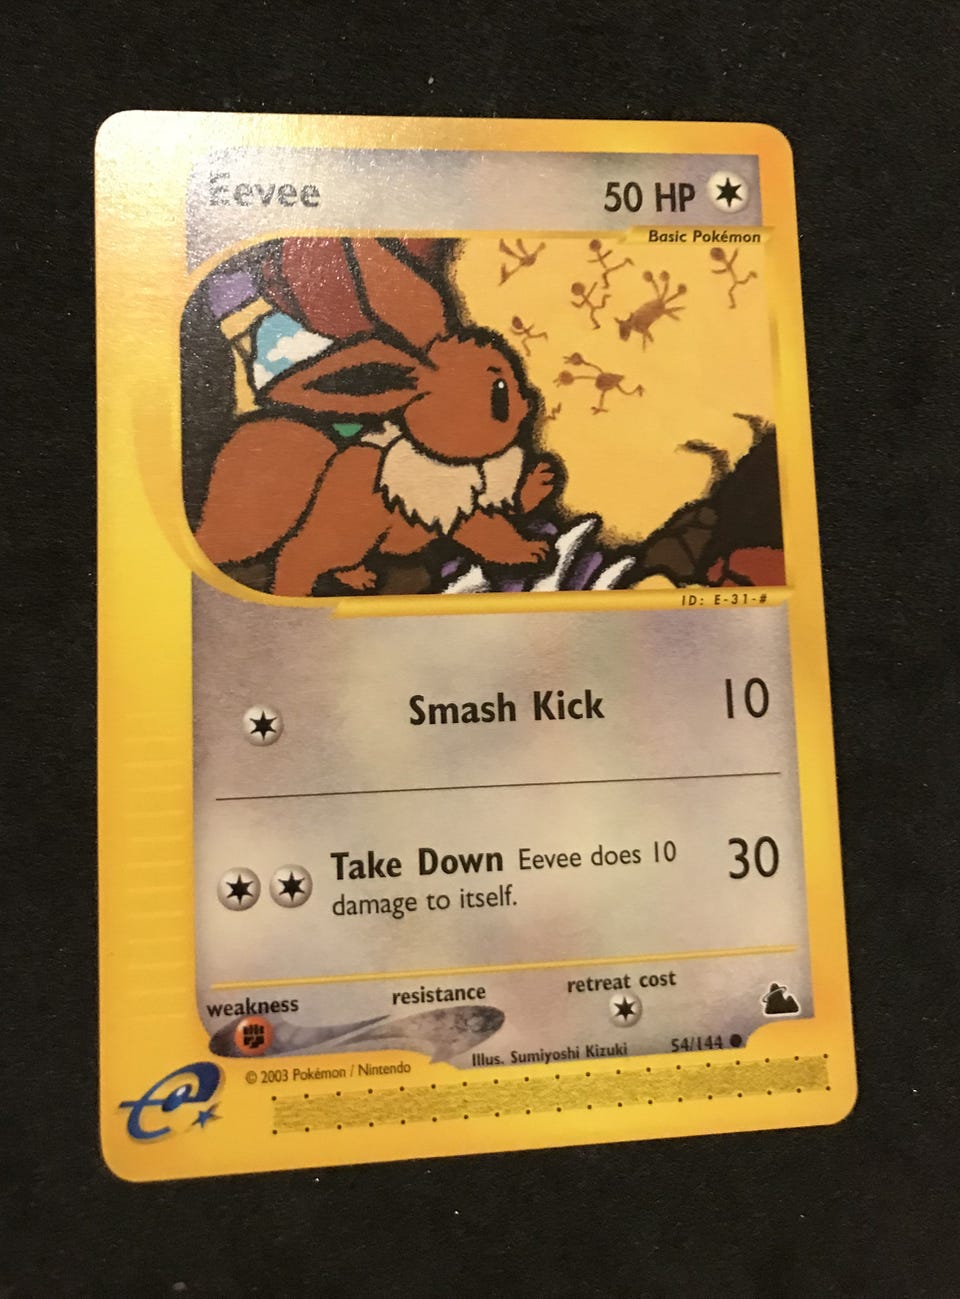 Eevee
50 HP
Basic Pokémon
ID: E-31-#
Smash Kick 10
Take Down Eevee does 10 30
damage to itself.
weakness resistance retreat cost
Illus. Sumiyoshi Kizuki 54/144
© 2003 Pokémon / Nintendo
e